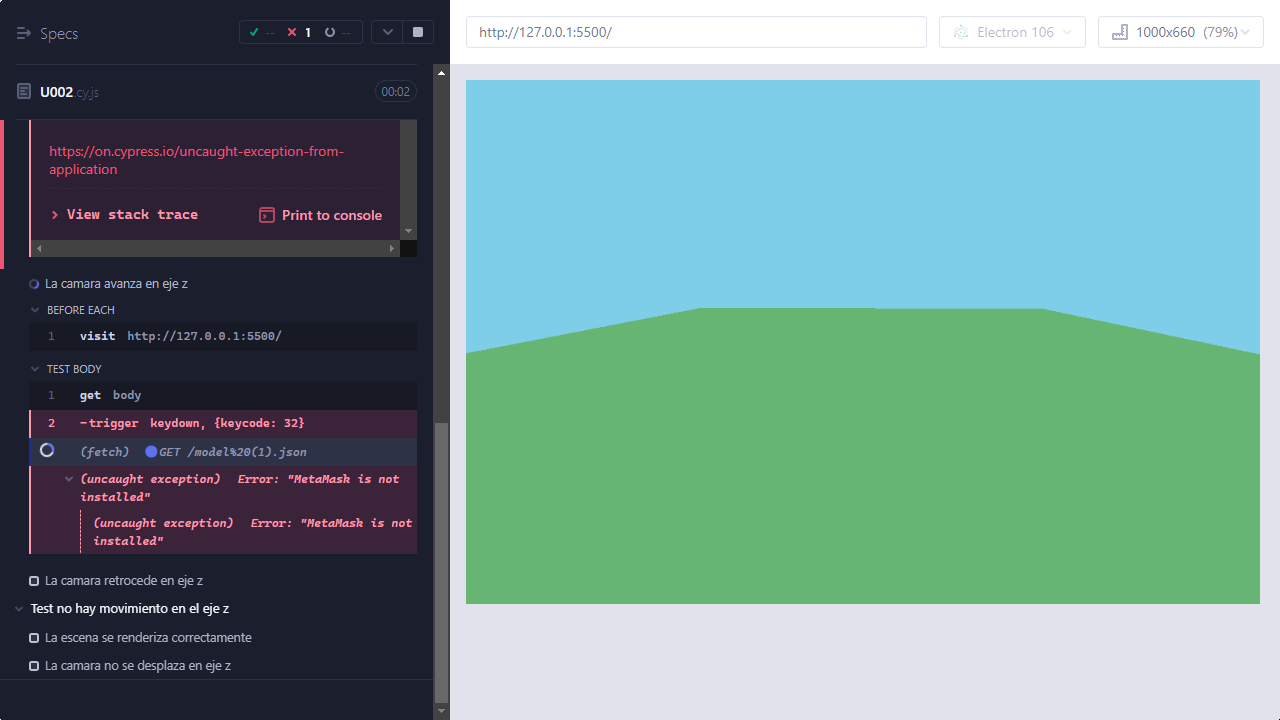 Specs
-- 1 --
http://127.0.0.1:5500/
Electron 106
1000x660 (79%)
U002.cy.js
00:02
https://on.cypress.io/uncaught-exception-from-
application
View stack trace
Print to console
La camara avanza en eje z
BEFORE EACH
1 visit http://127.0.0.1:5500/
TEST BODY
1 get body
2 -trigger keydown, {keycode: 32}
(fetch) GET /model%20(1).json
(uncaught exception) Error: "MetaMask is not
installed"
(uncaught exception) Error: "MetaMask is not
installed"
La camara retrocede en eje z
Test no hay movimiento en el eje z
La escena se renderiza correctamente
La camara no se desplaza en eje z